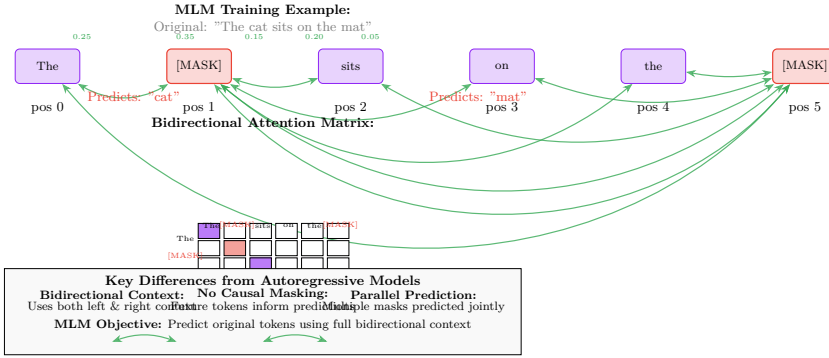 MLM Training Example:
Original: "The cat sits on the mat"
0.25 0.35 0.15 0.20 0.05
The [MASK] sits on the [MASK]
Predicts: "cat" Predicts: "mat"
pos 0 pos 1 pos 2 pos 3 pos 4 pos 5
Bidirectional Attention Matrix:
The [MASK] sits on the [MASK]
The
[MASK]
Key Differences from Autoregressive Models
Bidirectional Context: No Causal Masking: Parallel Prediction:
Uses both left & right context Future tokens inform predictions Multiple masks predicted jointly
MLM Objective: Predict original tokens using full bidirectional context